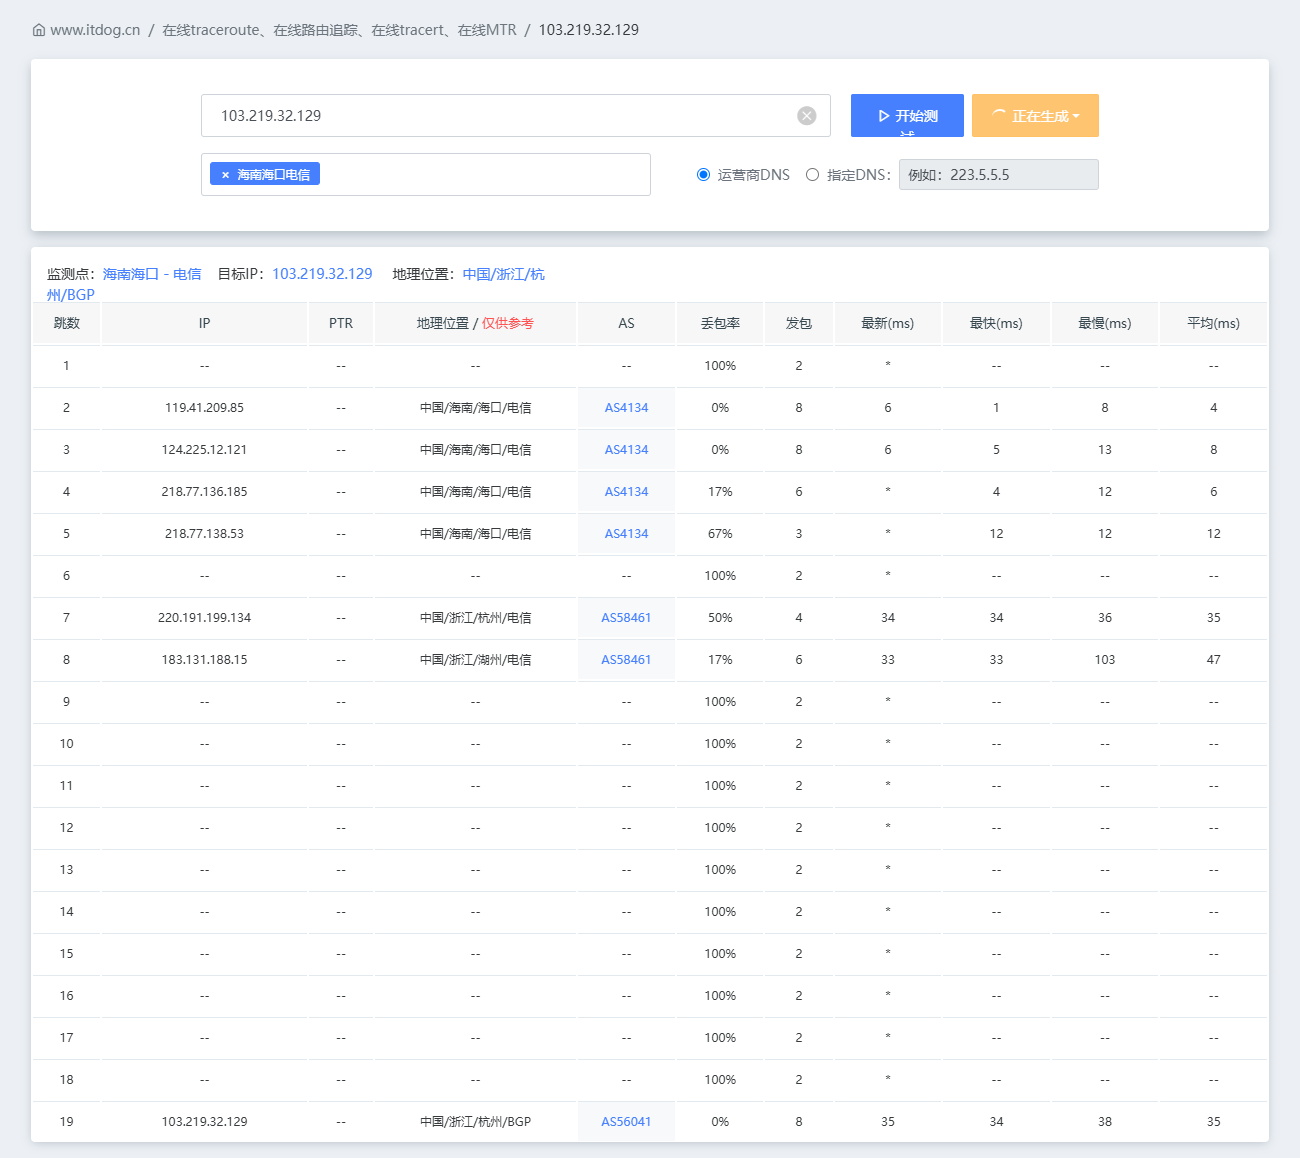 www.itdog.cn / 在线traceroute、在线路由追踪、在线tracert、在线MTR / 103.219.32.129
103.219.32.129
开始测
正在生成
× 海南海口电信
运营商DNS 指定DNS： 例如：223.5.5.5
监测点：海南海口 - 电信 目标IP：103.219.32.129 地理位置：中国/浙江/杭
州/BGP
跳数 IP PTR 地理位置 / 仅供参考 AS 丢包率 发包 最新(ms) 最快(ms) 最慢(ms) 平均(ms)
1 -- -- -- -- 100% 2 * -- -- --
2 119.41.209.85 -- 中国/海南/海口/电信 AS4134 0% 8 6 1 8 4
3 124.225.12.121 -- 中国/海南/海口/电信 AS4134 0% 8 6 5 13 8
4 218.77.136.185 -- 中国/海南/海口/电信 AS4134 17% 6 * 4 12 6
5 218.77.138.53 -- 中国/海南/海口/电信 AS4134 67% 3 * 12 12 12
6 -- -- -- -- 100% 2 * -- -- --
7 220.191.199.134 -- 中国/浙江/杭州/电信 AS58461 50% 4 34 34 36 35
8 183.131.188.15 -- 中国/浙江/湖州/电信 AS58461 17% 6 33 33 103 47
9 -- -- -- -- 100% 2 * -- -- --
10 -- -- -- -- 100% 2 * -- -- --
11 -- -- -- -- 100% 2 * -- -- --
12 -- -- -- -- 100% 2 * -- -- --
13 -- -- -- -- 100% 2 * -- -- --
14 -- -- -- -- 100% 2 * -- -- --
15 -- -- -- -- 100% 2 * -- -- --
16 -- -- -- -- 100% 2 * -- -- --
17 -- -- -- -- 100% 2 * -- -- --
18 -- -- -- -- 100% 2 * -- -- --
19 103.219.32.129 -- 中国/浙江/杭州/BGP AS56041 0% 8 35 34 38 35